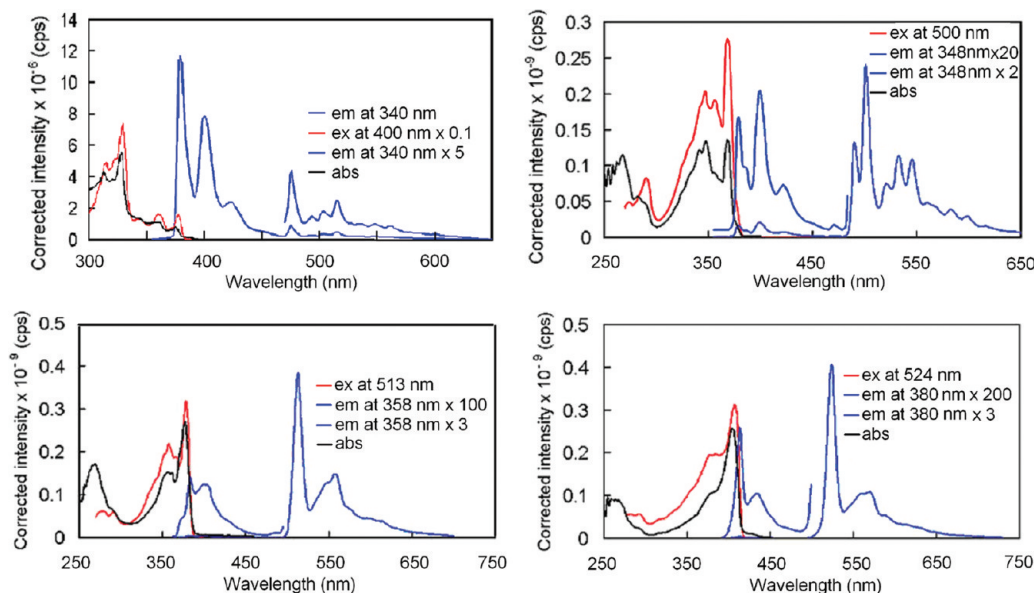 Corrected intensity x 10⁻⁶ (cps)
14
12
10
8
6
4
2
0
em at 340 nm
ex at 400 nm x 0.1
em at 340 nm x 5
abs
300 400 500 600
Wavelength (nm)
Corrected intensity x 10⁻⁹ (cps)
0.3
0.25
0.2
0.15
0.1
0.05
0
ex at 500 nm
em at 348nmx20
em at 348nm x 2
abs
250 350 450 550 650
Wavelength (nm)
Corrected intensity x 10⁻⁹ (cps)
0.5
0.4
0.3
0.2
0.1
0
ex at 513 nm
em at 358 nm x 100
em at 358 nm x 3
abs
250 350 450 550 650 750
Wavelength (nm)
Corrected intensity x 10⁻⁹ (cps)
0.5
0.4
0.3
0.2
0.1
0
ex at 524 nm
em at 380 nm x 200
em at 380 nm x 3
abs
250 350 450 550 650 750
Wavelength (nm)